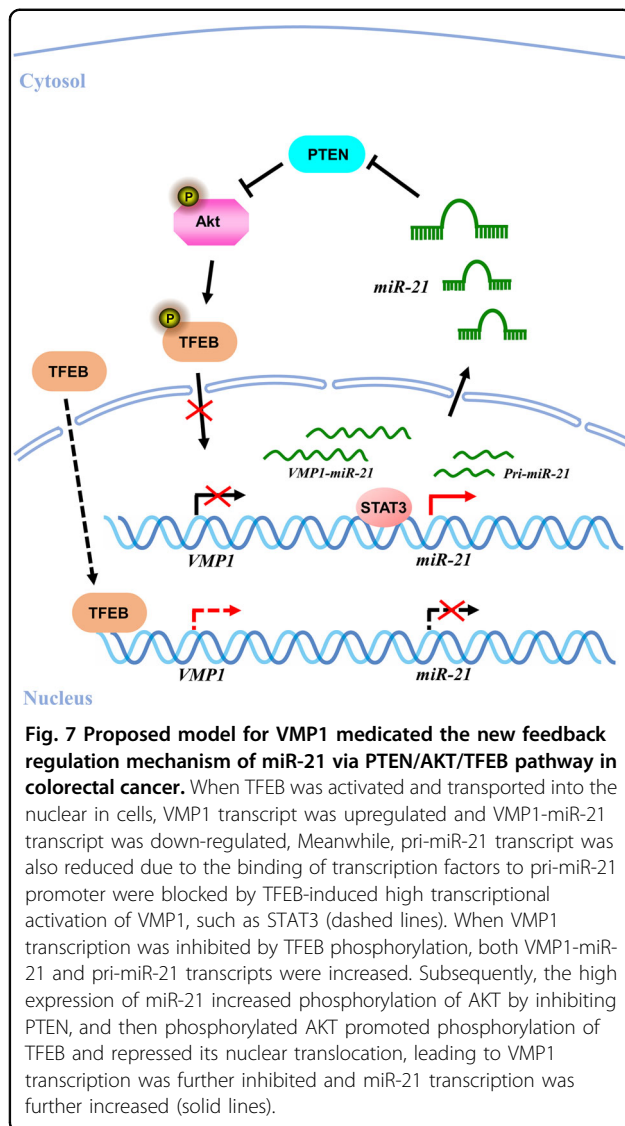 Cytosol
PTEN
P
Akt
miR-21
P
TFEB
TFEB
VMP1-miR-21
Pri-miR-21
STAT3
VMP1
miR-21
TFEB
VMP1
miR-21
Nucleus
Fig. 7 Proposed model for VMP1 medicated the new feedback
regulation mechanism of miR-21 via PTEN/AKT/TFEB pathway in
colorectal cancer. When TFEB was activated and transported into the
nuclear in cells, VMP1 transcript was upregulated and VMP1-miR-21
transcript was down-regulated, Meanwhile, pri-miR-21 transcript was
also reduced due to the binding of transcription factors to pri-miR-21
promoter were blocked by TFEB-induced high transcriptional
activation of VMP1, such as STAT3 (dashed lines). When VMP1
transcription was inhibited by TFEB phosphorylation, both VMP1-miR-
21 and pri-miR-21 transcripts were increased. Subsequently, the high
expression of miR-21 increased phosphorylation of AKT by inhibiting
PTEN, and then phosphorylated AKT promoted phosphorylation of
TFEB and repressed its nuclear translocation, leading to VMP1
transcription was further inhibited and miR-21 transcription was
further increased (solid lines).